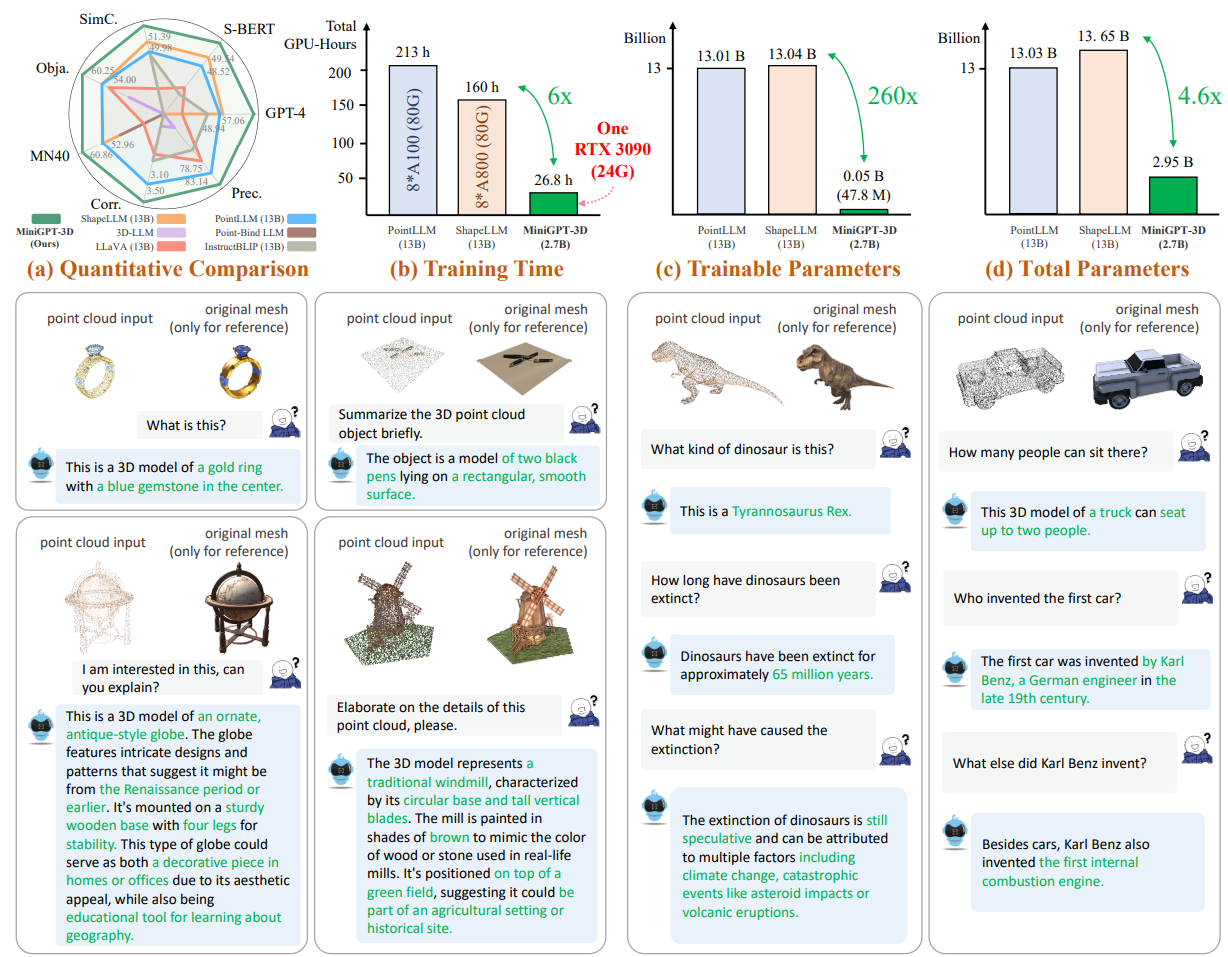 SimC.
S-BERT
Obja.
GPT-4
MN40
Corr.
Prec.
51.39
49.98
49.54
48.52
60.25
54.00
57.06
48.94
52.96
60.86
78.75
83.14
3.10
3.50
MiniGPT-3D
(Ours)
ShapeLLM (13B)
3D-LLM
LLaVA (13B)
PointLLM (13B)
Point-Bind LLM
InstructBLIP (13B)
(a) Quantitative Comparison
Total
GPU-Hours
200
150
100
50
213 h
8*A100 (80G)
160 h
8*A800 (80G)
6x
26.8 h
One
RTX 3090
(24G)
PointLLM
(13B)
ShapeLLM
(13B)
MiniGPT-3D
(2.7B)
(b) Training Time
Billion
13
13.01 B
13.04 B
260x
0.05 B
(47.8 M)
PointLLM
(13B)
ShapeLLM
(13B)
MiniGPT-3D
(2.7B)
(c) Trainable Parameters
Billion
13
13.03 B
13. 65 B
4.6x
2.95 B
PointLLM
(13B)
ShapeLLM
(13B)
MiniGPT-3D
(2.7B)
(d) Total Parameters
point cloud input
original mesh
(only for reference)
What is this?
?
This is a 3D model of a gold ring
with a blue gemstone in the center.
point cloud input
original mesh
(only for reference)
Summarize the 3D point cloud
object briefly.
?
The object is a model of two black
pens lying on a rectangular, smooth
surface.
point cloud input
original mesh
(only for reference)
I am interested in this, can
you explain?
?
This is a 3D model of an ornate,
antique-style globe. The globe
features intricate designs and
patterns that suggest it might be
from the Renaissance period or
earlier. It's mounted on a sturdy
wooden base with four legs for
stability. This type of globe could
serve as both a decorative piece in
homes or offices due to its aesthetic
appeal, while also being
educational tool for learning about
geography.
point cloud input
original mesh
(only for reference)
Elaborate on the details of this
point cloud, please.
?
The 3D model represents a
traditional windmill, characterized
by its circular base and tall vertical
blades. The mill is painted in
shades of brown to mimic the color
of wood or stone used in real-life
mills. It's positioned on top of a
green field, suggesting it could be
part of an agricultural setting or
historical site.
point cloud input
original mesh
(only for reference)
What kind of dinosaur is this?
?
This is a Tyrannosaurus Rex.
How long have dinosaurs been
extinct?
?
Dinosaurs have been extinct for
approximately 65 million years.
What might have caused the
extinction?
?
The extinction of dinosaurs is still
speculative and can be attributed
to multiple factors including
climate change, catastrophic
events like asteroid impacts or
volcanic eruptions.
point cloud input
original mesh
(only for reference)
How many people can sit there?
?
This 3D model of a truck can seat
up to two people.
Who invented the first car?
?
The first car was invented by Karl
Benz, a German engineer in the
late 19th century.
What else did Karl Benz invent?
?
Besides cars, Karl Benz also
invented the first internal
combustion engine.